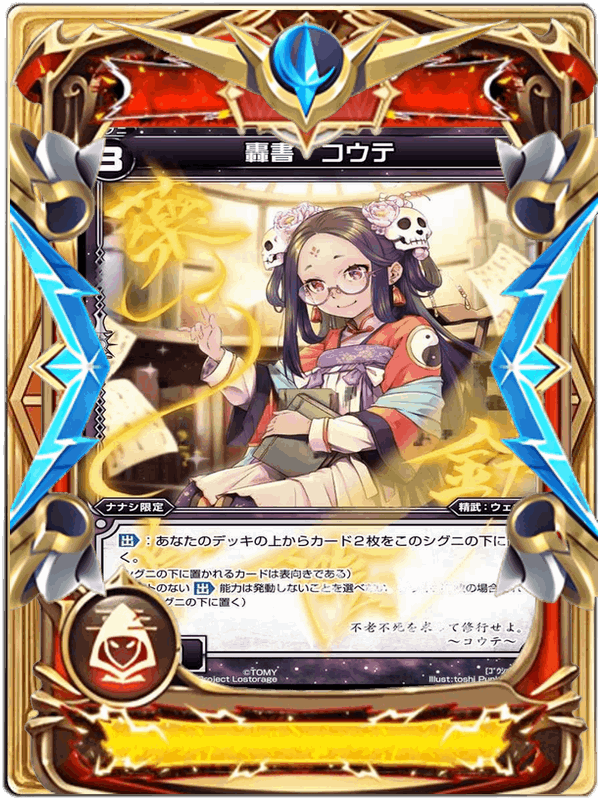 3
轟書 コウテ
ナナシ限定
精武:ウェ
出:あなたのデッキの上からカード2枚をこのシグニの下に
く。
シグニの下に置かれるカードは表向きである)
トのない 出 能力は発動しないことを選べ
の場合
グニの下に置く)
不老不死を求めて修行せよ。
~コウテ~
©TOMY
Project Lostorage
Illust:toshi Pun